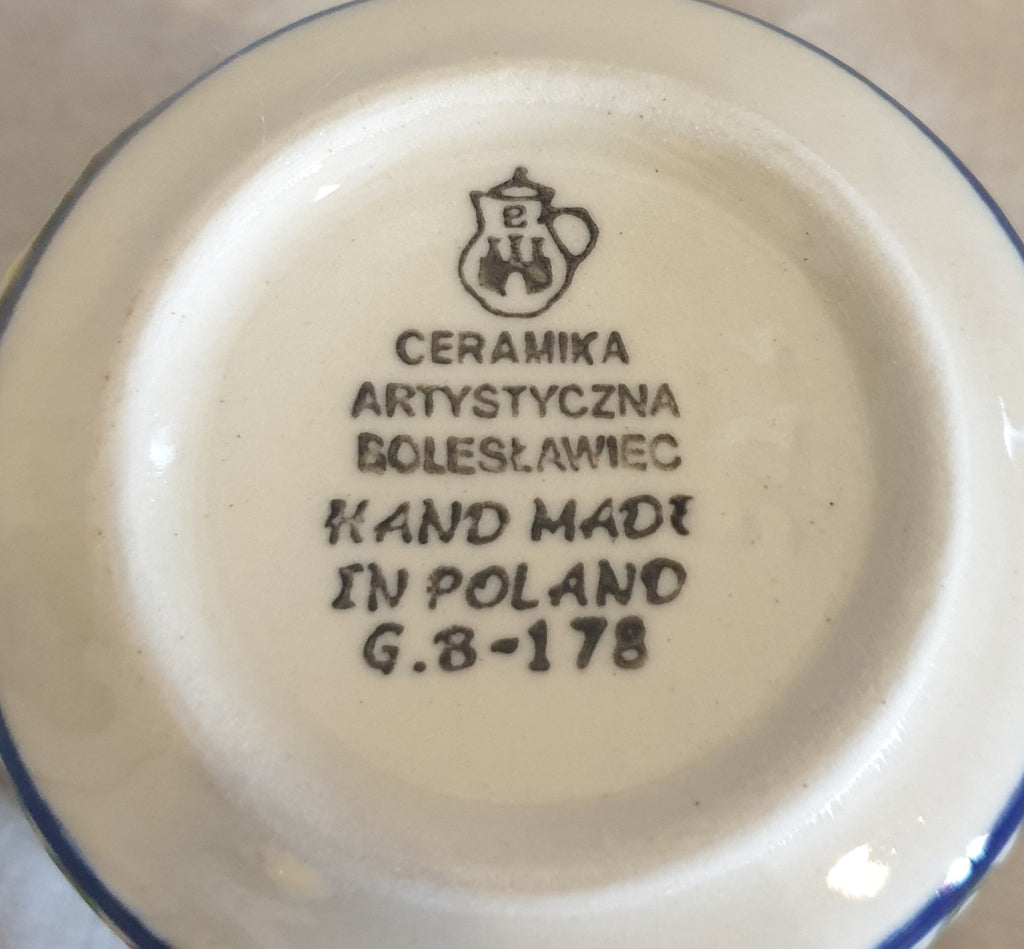 e
CERAMIKA
ARTYSTYCZNA
BOLESŁAWIEC
HAND MADE
IN POLAND
G.8-178